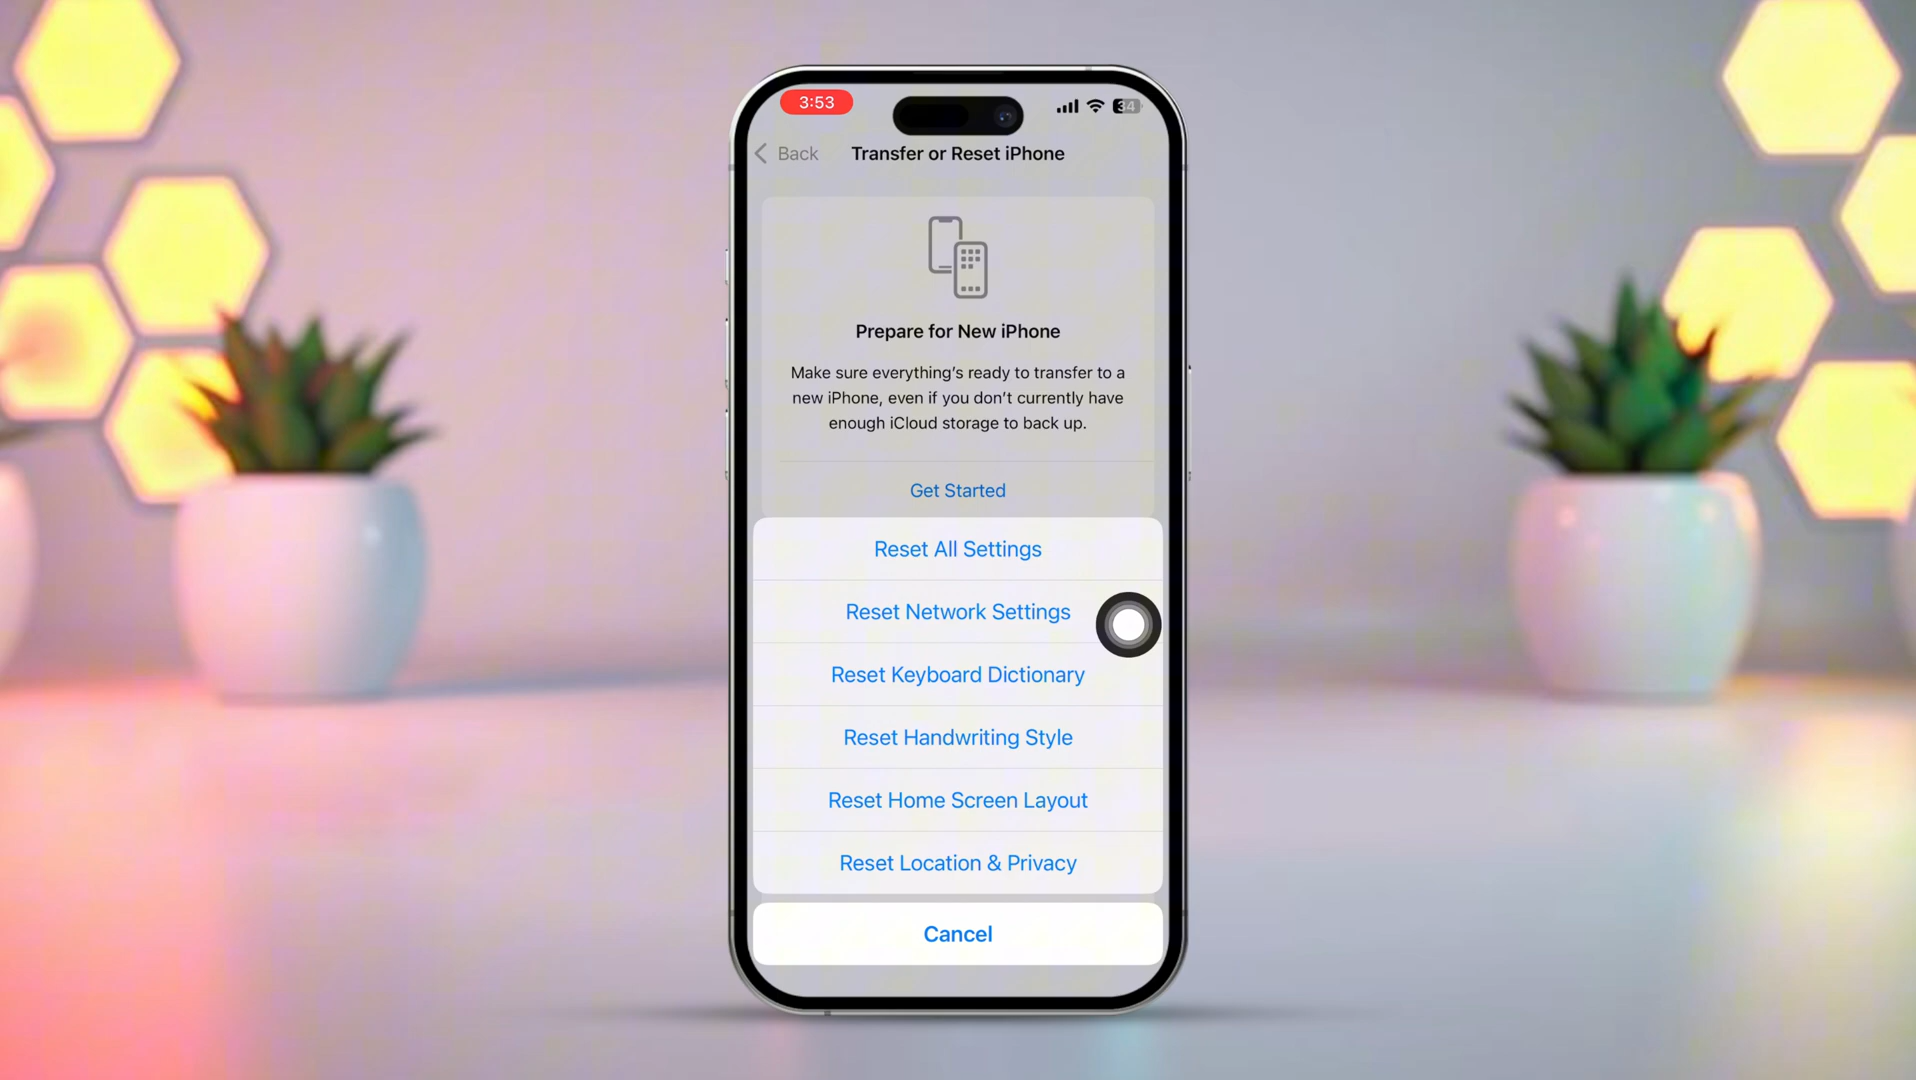 3:53
34
Back
Transfer or Reset iPhone
Prepare for New iPhone
Make sure everything’s ready to transfer to a
new iPhone, even if you don’t currently have
enough iCloud storage to back up.
Get Started
Reset All Settings
Reset Network Settings
Reset Keyboard Dictionary
Reset Handwriting Style
Reset Home Screen Layout
Reset Location & Privacy
Cancel